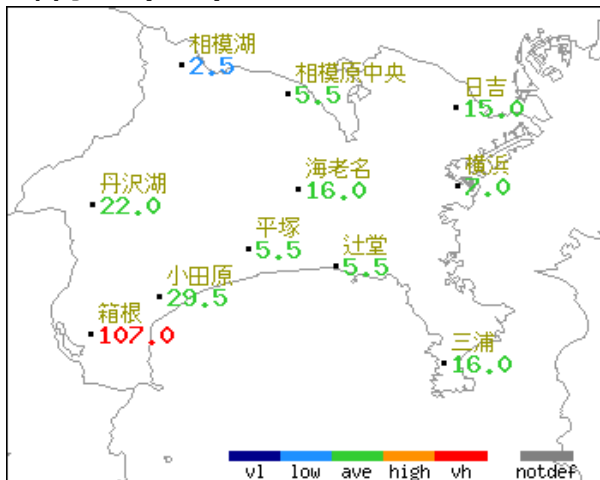 相模湖
2.5
相模原中央
5.5
日吉
15.0
海老名
16.0
横浜
7.0
丹沢湖
22.0
平塚
5.5
辻堂
5.5
小田原
29.5
箱根
107.0
三浦
16.0
vl low ave high vh notdef